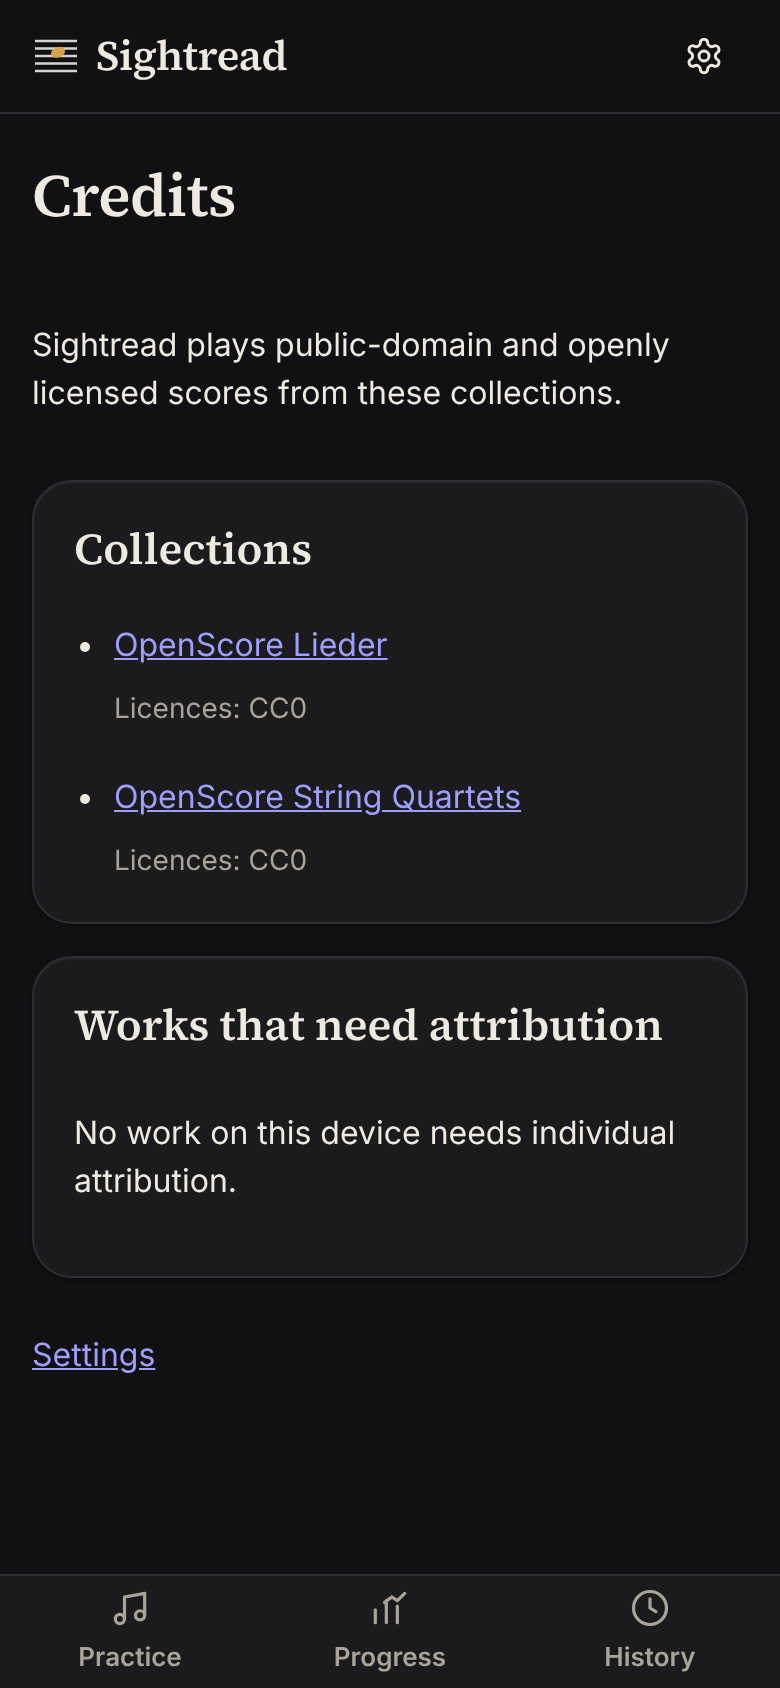 Sightread
Credits
Sightread plays public-domain and openly
licensed scores from these collections.
Collections
• OpenScore Lieder
Licences: CC0
• OpenScore String Quartets
Licences: CC0
Works that need attribution
No work on this device needs individual
attribution.
Settings
Practice
Progress
History